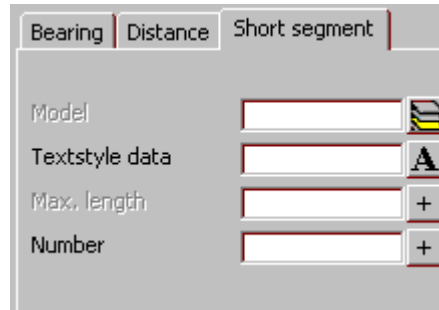 Bearing Distance Short segment
Model
Textstyle data A
Max. length +
Number +